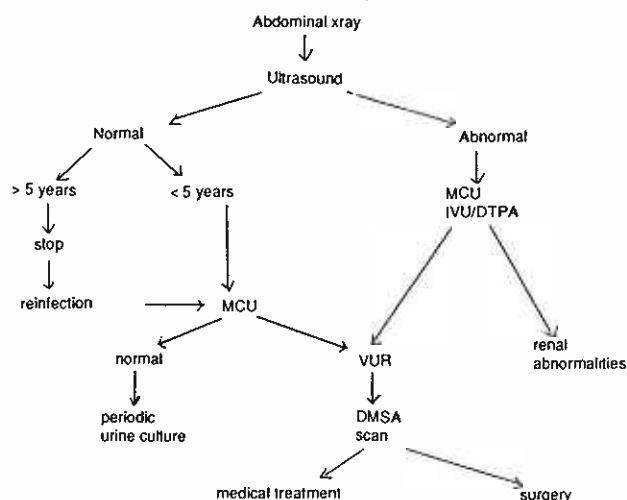 Abdominal xray
Ultrasound
Normal
Abnormal
> 5 years
< 5 years
MCU
IVU/DTPA
stop
reinfection
MCU
normal
VUR
renal
abnormalities
periodic
urine culture
DMSA
scan
medical treatment
surgery